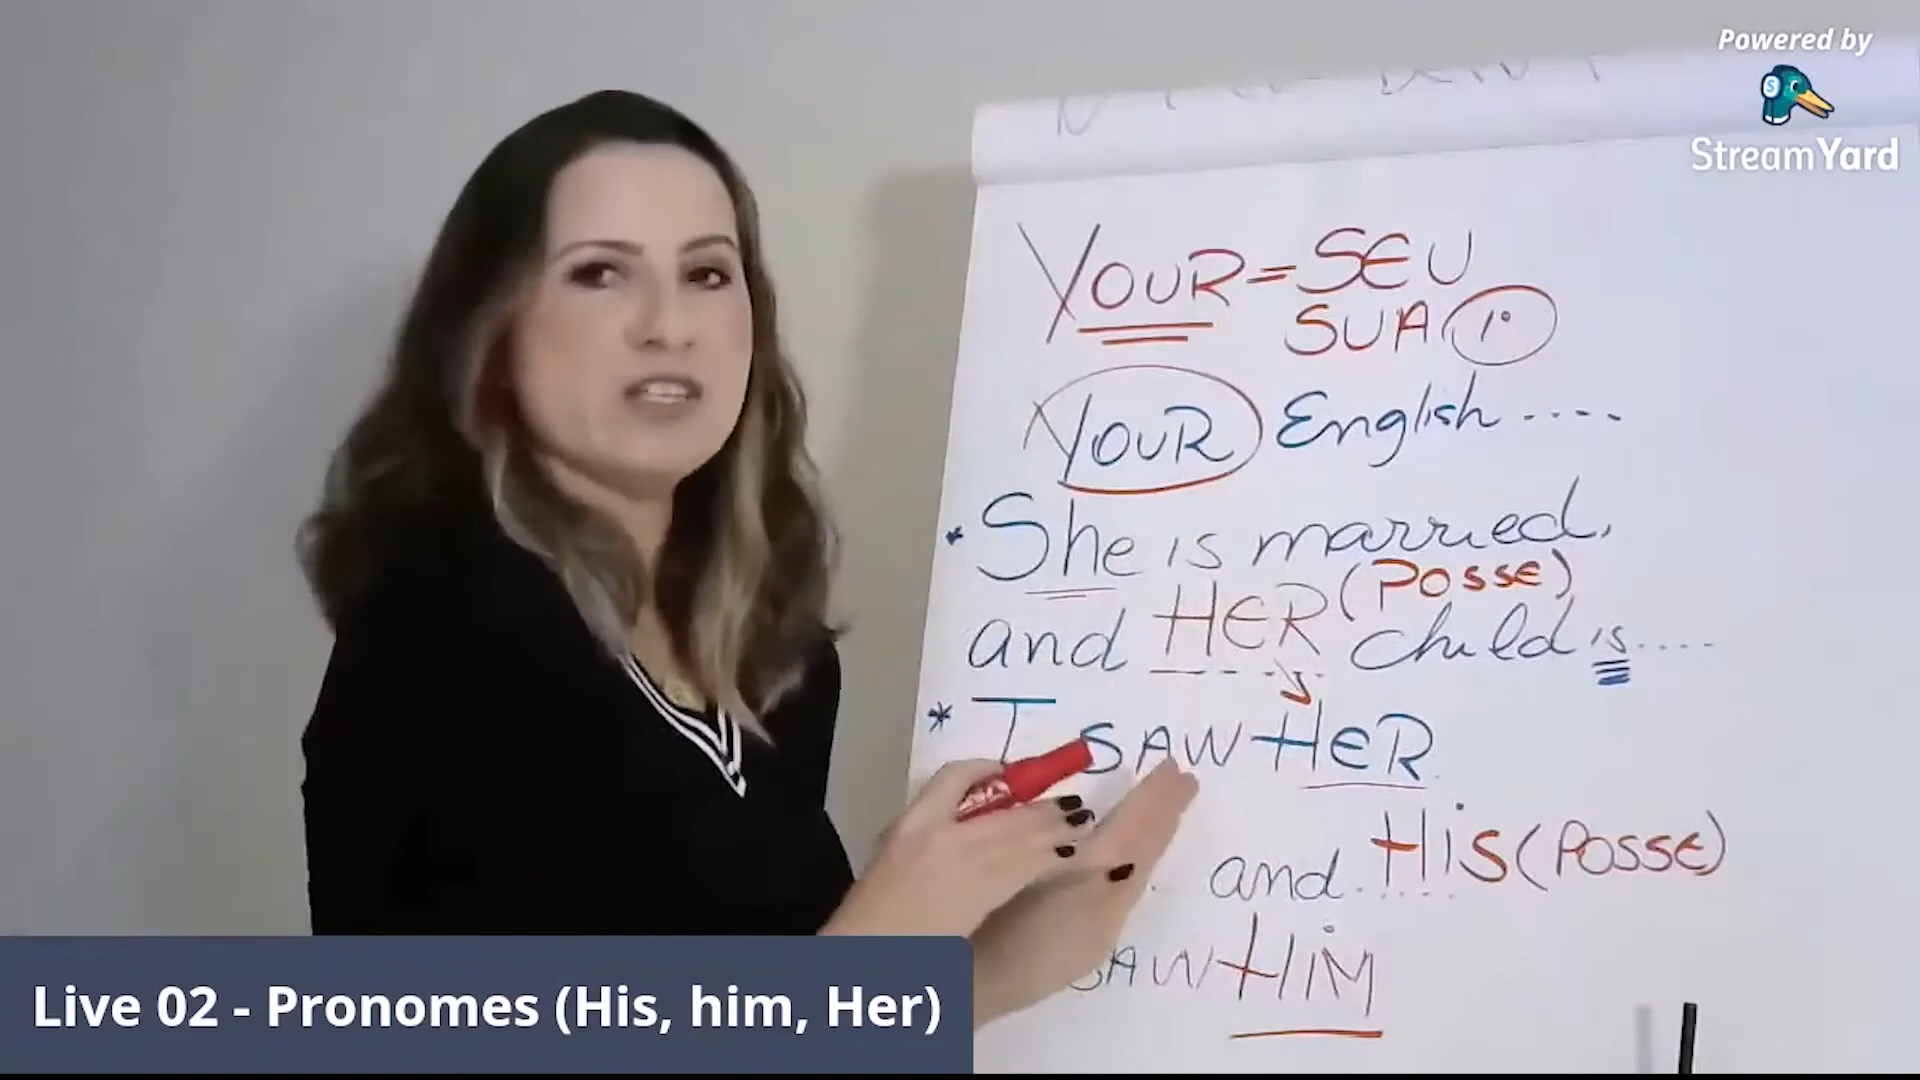 Powered by
StreamYard
YOUR = SEU
SUA 1º
YOUR English ....
* She is married,
(POSSE)
and HER child is ....
* I SAW HER.
and His (POSSE)
SAW HIM
Live 02 - Pronomes (His, him, Her)